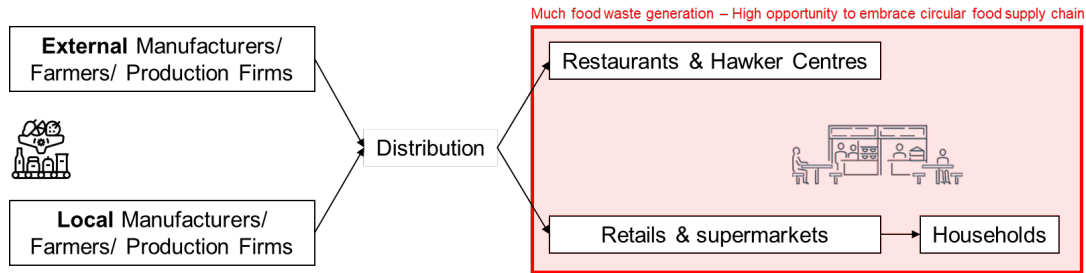 Much food waste generation – High opportunity to embrace circular food supply chain
External Manufacturers/
Farmers/ Production Firms
Restaurants & Hawker Centres
Distribution
Local Manufacturers/
Farmers/ Production Firms
Retails & supermarkets
Households